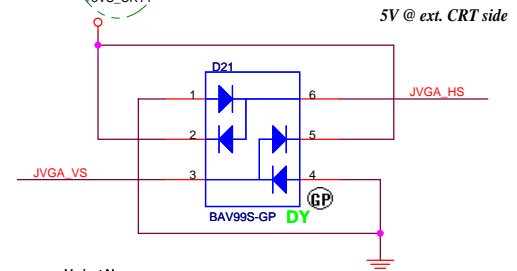 5V @ ext. CRT side
D21
1
6
JVGA_HS
2
5
JVGA_VS
3
4
GP
BAV99S-GP
DY